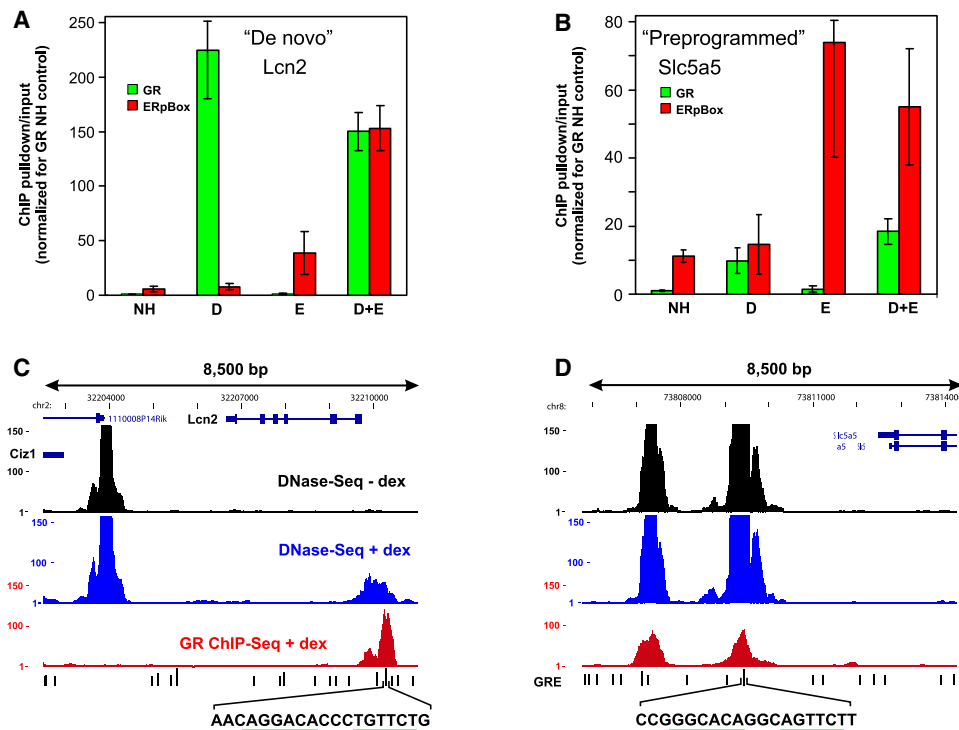 A
ChIP pulldown/input
(normalized for GR NH control)
250
200
150
100
50
0
"De novo"
Lcn2
GR
ERpBox
NH D E D+E
B
ChIP pulldown/input
(normalized for GR NH control)
80
60
40
20
0
"Preprogrammed"
Slc5a5
GR
ERpBox
NH D E D+E
C
8,500 bp
chr2: 32204000 32207000 32210000
1110008P14Rik
Lcn2
Ciz1
150
100
1
DNase-Seq - dex
150
100
1
DNase-Seq + dex
150
100
1
GR ChIP-Seq + dex
AACAGGACACCCTGTTCTG
D
8,500 bp
chr8: 73808000 73811000 73814000
Slc5a5
a5
150
100
1
150
100
1
150
100
1
GRE
CCGGGCACAGGCAGTTCTT